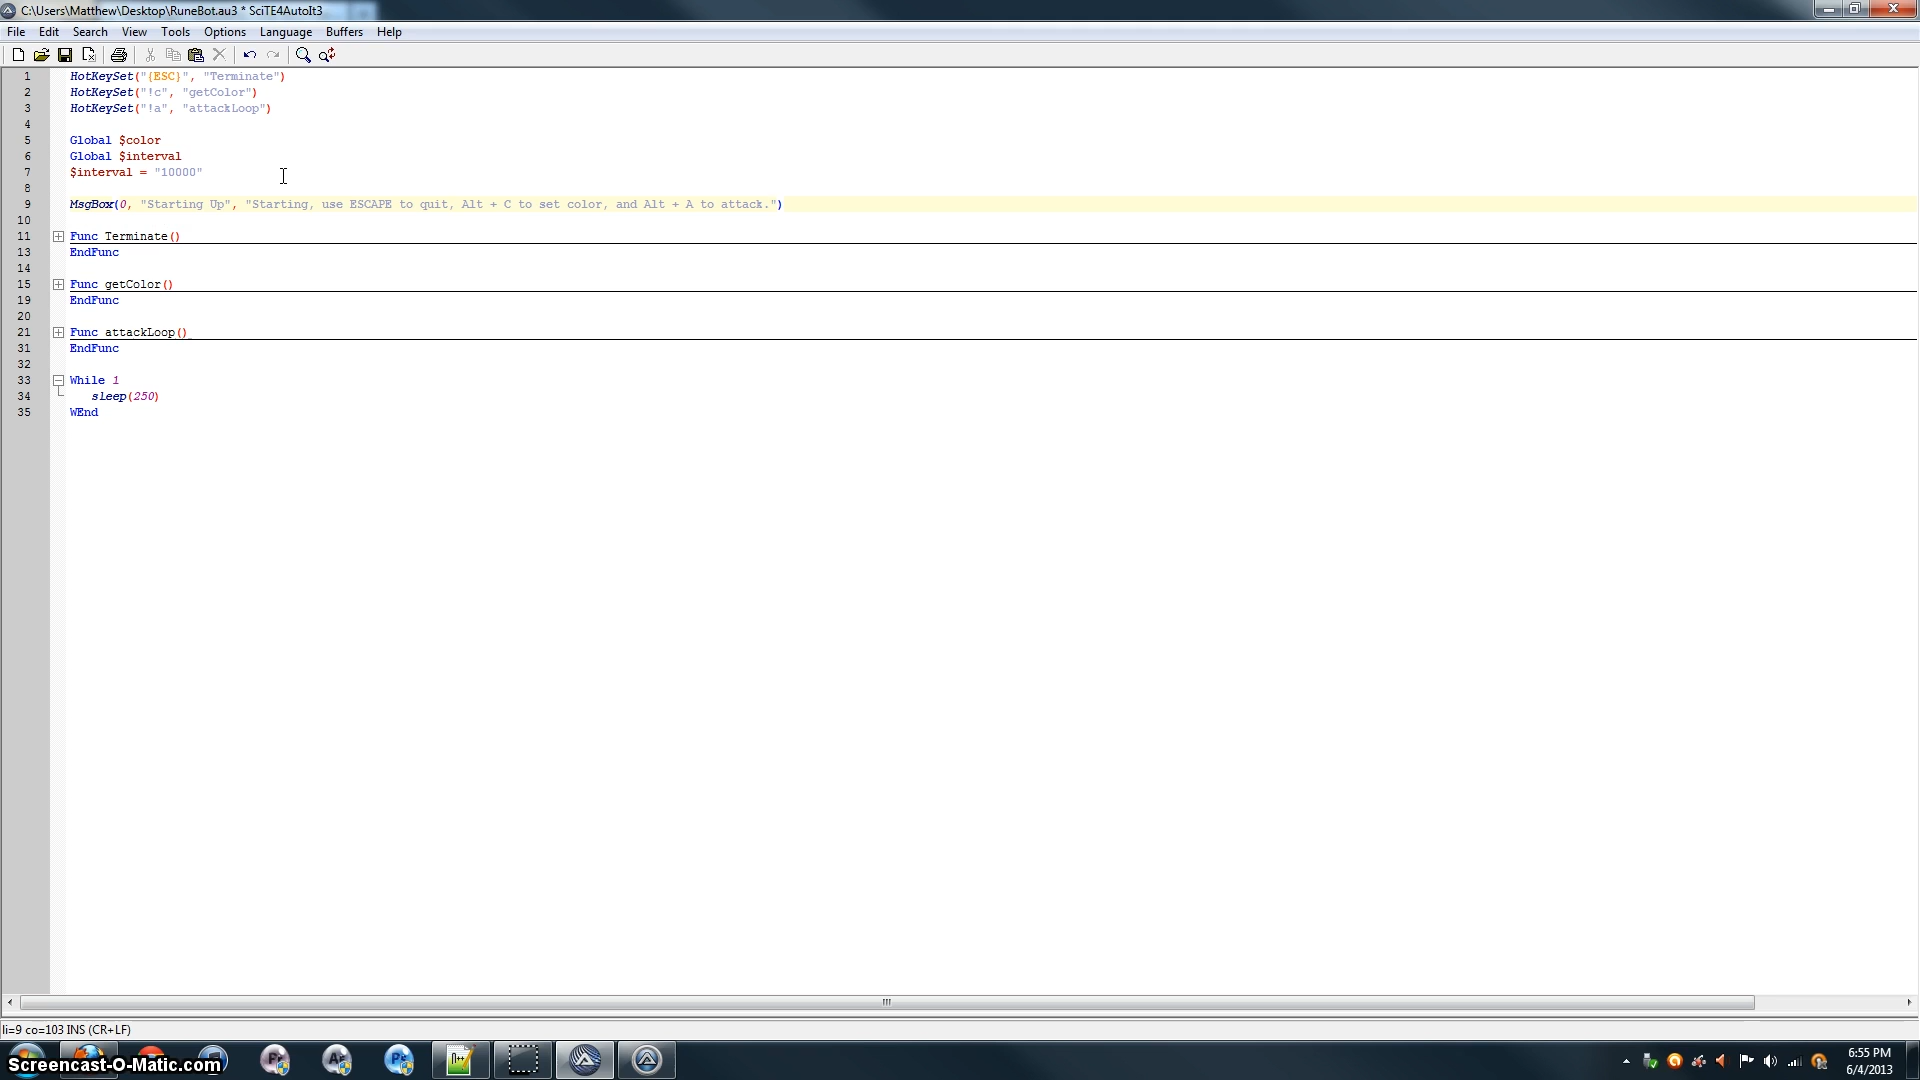 C:\Users\Matthew\Desktop\RuneBot.au3 * SciTE4AutoIt3
File Edit Search View Tools Options Language Buffers Help
1 HotKeySet("{ESC}", "Terminate")
2 HotKeySet("!c", "getColor")
3 HotKeySet("!a", "attackLoop")
4
5 Global $color
6 Global $interval
7 $interval = "10000"
8
9 MsgBox(0, "Starting Up", "Starting, use ESCAPE to quit, Alt + C to set color, and Alt + A to attack.")
10
11 Func Terminate()
13 EndFunc
14
15 Func getColor()
19 EndFunc
20
21 Func attackLoop()
31 EndFunc
32
33 While 1
34 sleep(250)
35 WEnd
li=9 co=103 INS (CR+LF)
Screencast-O-Matic.com
6:55 PM
6/4/2013